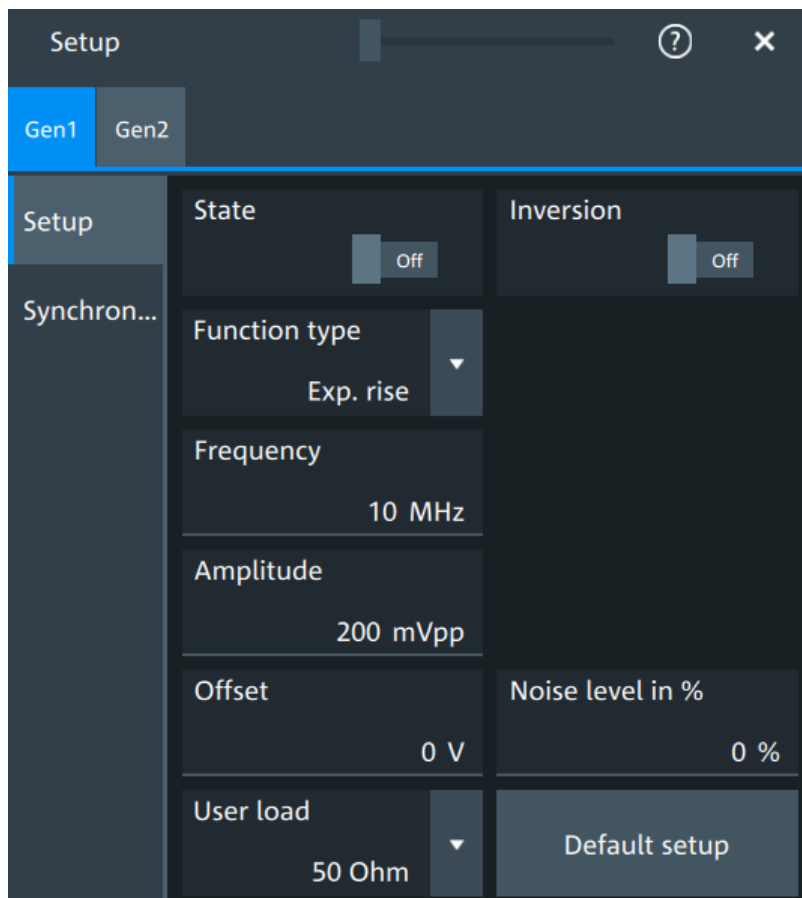 Setup ? ×
Gen1 Gen2
Setup
Synchron...
State
Off
Inversion
Off
Function type
Exp. rise
Frequency
10 MHz
Amplitude
200 mVpp
Offset
0 V
Noise level in %
0 %
User load
50 Ohm
Default setup